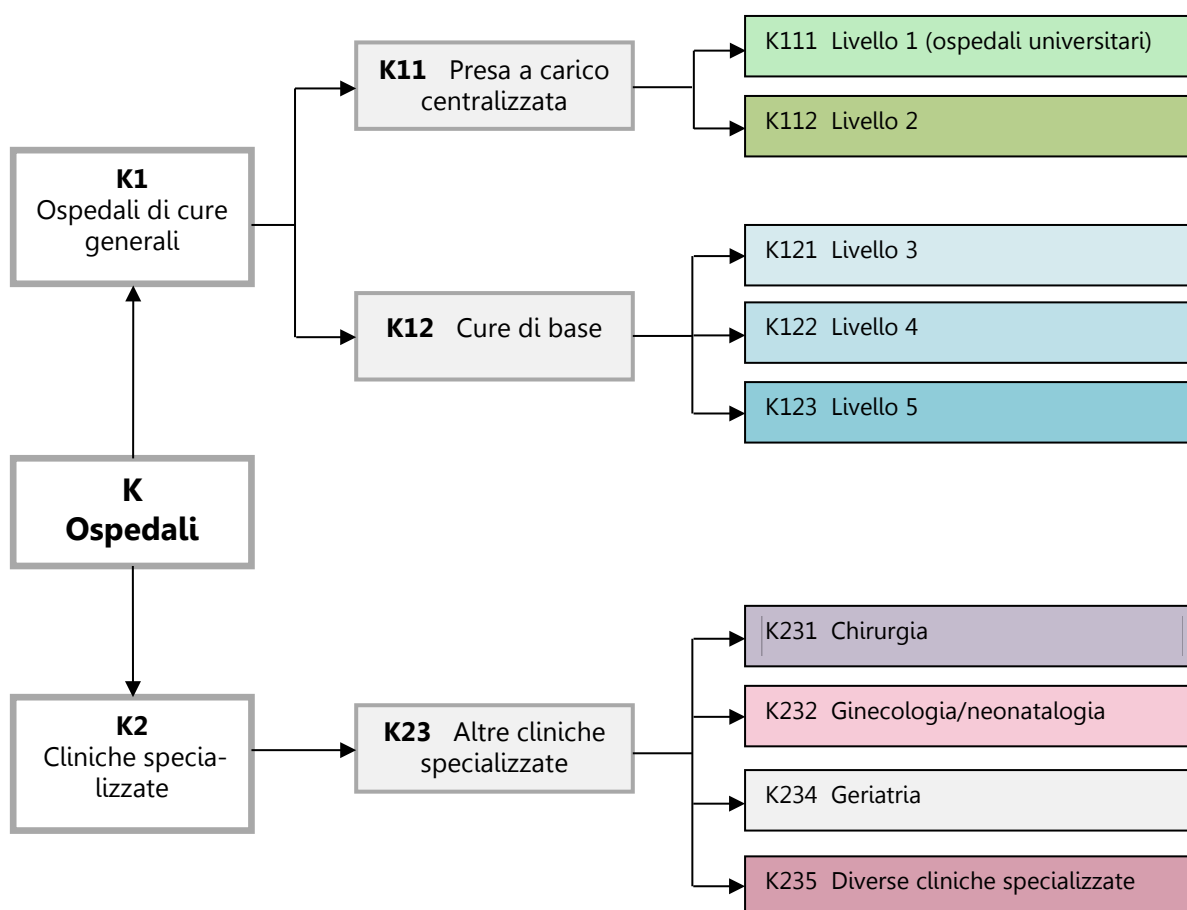 K111 Livello 1 (ospedali universitari)
K11 Presa a carico
centralizzata
K112 Livello 2
K1
Ospedali di cure
generali
K121 Livello 3
K12 Cure di base
K122 Livello 4
K123 Livello 5
K
Ospedali
K231 Chirurgia
K2
Cliniche specia-
lizzate
K23 Altre cliniche
specializzate
K232 Ginecologia/neonatalogia
K234 Geriatria
K235 Diverse cliniche specializzate